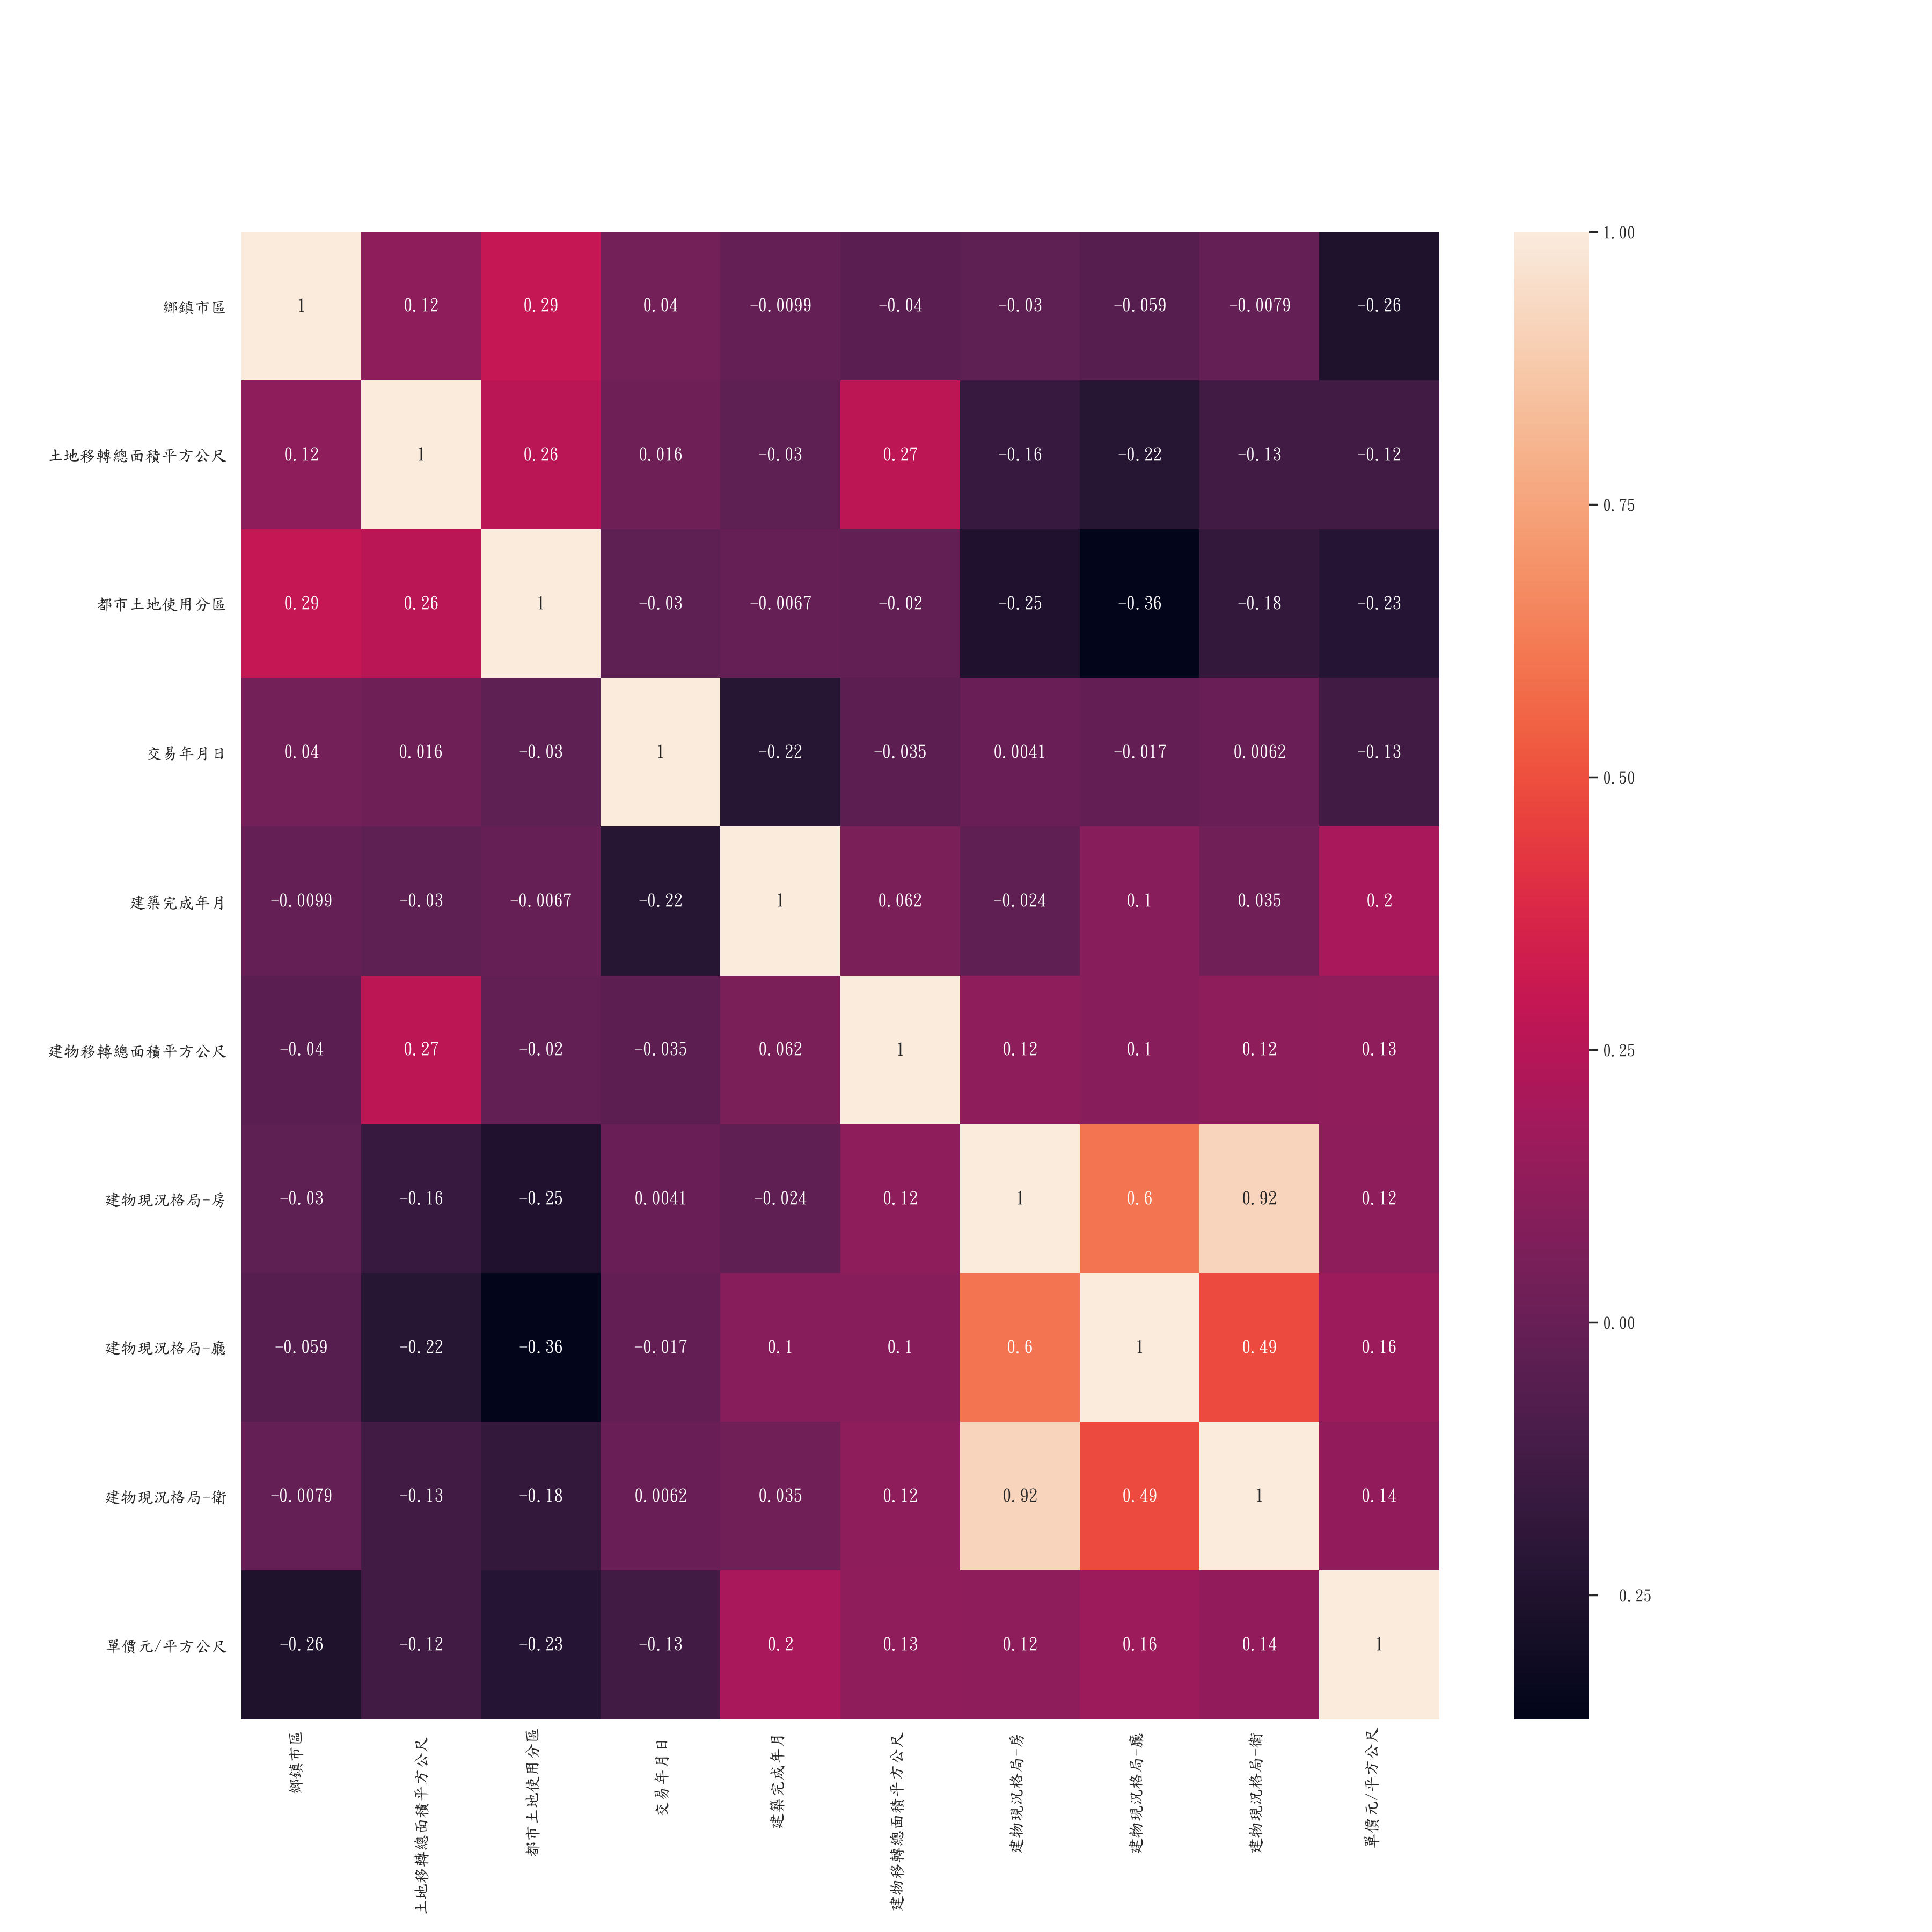 鄉鎮市區 1 0.12 0.29 0.04 -0.0099 -0.04 -0.03 -0.059 -0.0079 -0.26
土地移轉總面積平方公尺 0.12 1 0.26 0.016 -0.03 0.27 -0.16 -0.22 -0.13 -0.12
都市土地使用分區 0.29 0.26 1 -0.03 -0.0067 -0.02 -0.25 -0.36 -0.18 -0.23
交易年月日 0.04 0.016 -0.03 1 -0.22 -0.035 0.0041 -0.017 0.0062 -0.13
建築完成年月 -0.0099 -0.03 -0.0067 -0.22 1 0.062 -0.024 0.1 0.035 0.2
建物移轉總面積平方公尺 -0.04 0.27 -0.02 -0.035 0.062 1 0.12 0.1 0.12 0.13
建物現況格局-房 -0.03 -0.16 -0.25 0.0041 -0.024 0.12 1 0.6 0.92 0.12
建物現況格局-廳 -0.059 -0.22 -0.36 -0.017 0.1 0.1 0.6 1 0.49 0.16
建物現況格局-衛 -0.0079 -0.13 -0.18 0.0062 0.035 0.12 0.92 0.49 1 0.14
單價元/平方公尺 -0.26 -0.12 -0.23 -0.13 0.2 0.13 0.12 0.16 0.14 1
鄉鎮市區
土地移轉總面積平方公尺
都市土地使用分區
交易年月日
建築完成年月
建物移轉總面積平方公尺
建物現況格局-房
建物現況格局-廳
建物現況格局-衛
單價元/平方公尺
1.00
0.75
0.50
0.25
0.00
0.25